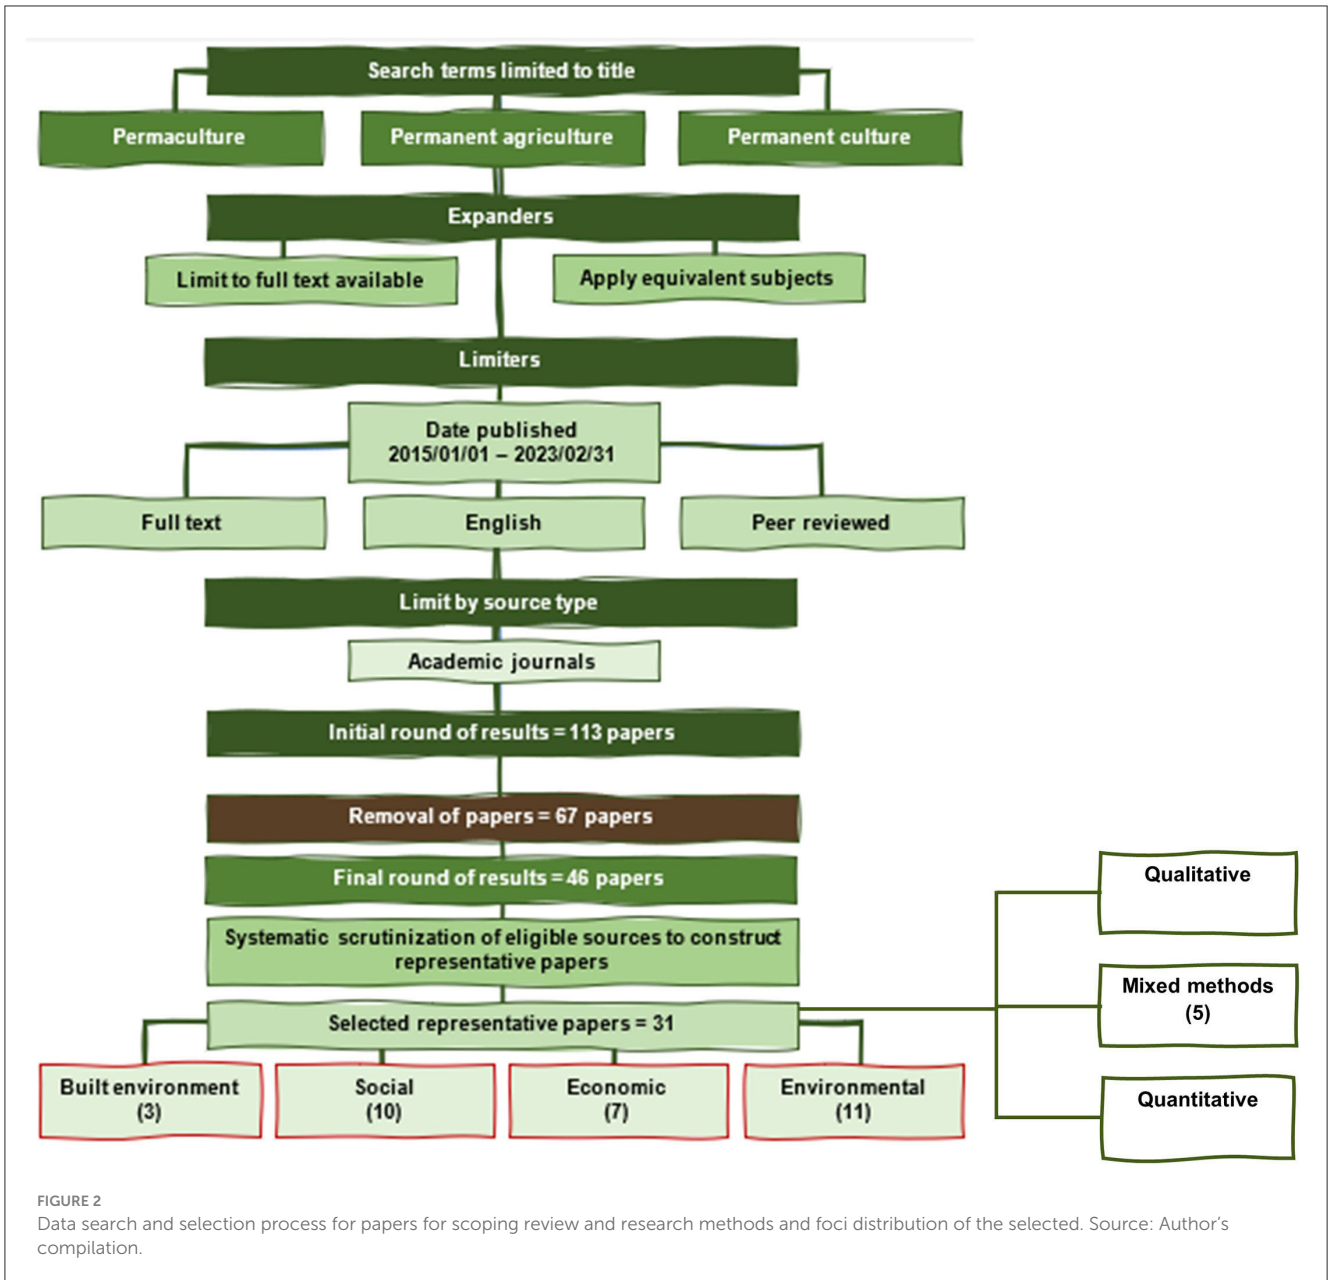 Search terms limited to title
Permaculture
Permanent agriculture
Permanent culture
Expanders
Limit to full text available
Apply equivalent subjects
Limiters
Date published
2015/01/01 – 2023/02/31
Full text
English
Peer reviewed
Limit by source type
Academic journals
Initial round of results = 113 papers
Removal of papers = 67 papers
Final round of results = 46 papers
Systematic scrutinization of eligible sources to construct
representative papers
Selected representative papers = 31
Built environment
(3)
Social
(10)
Economic
(7)
Environmental
(11)
Qualitative
Mixed methods
(5)
Quantitative
FIGURE 2
Data search and selection process for papers for scoping review and research methods and foci distribution of the selected. Source: Author's
compilation.